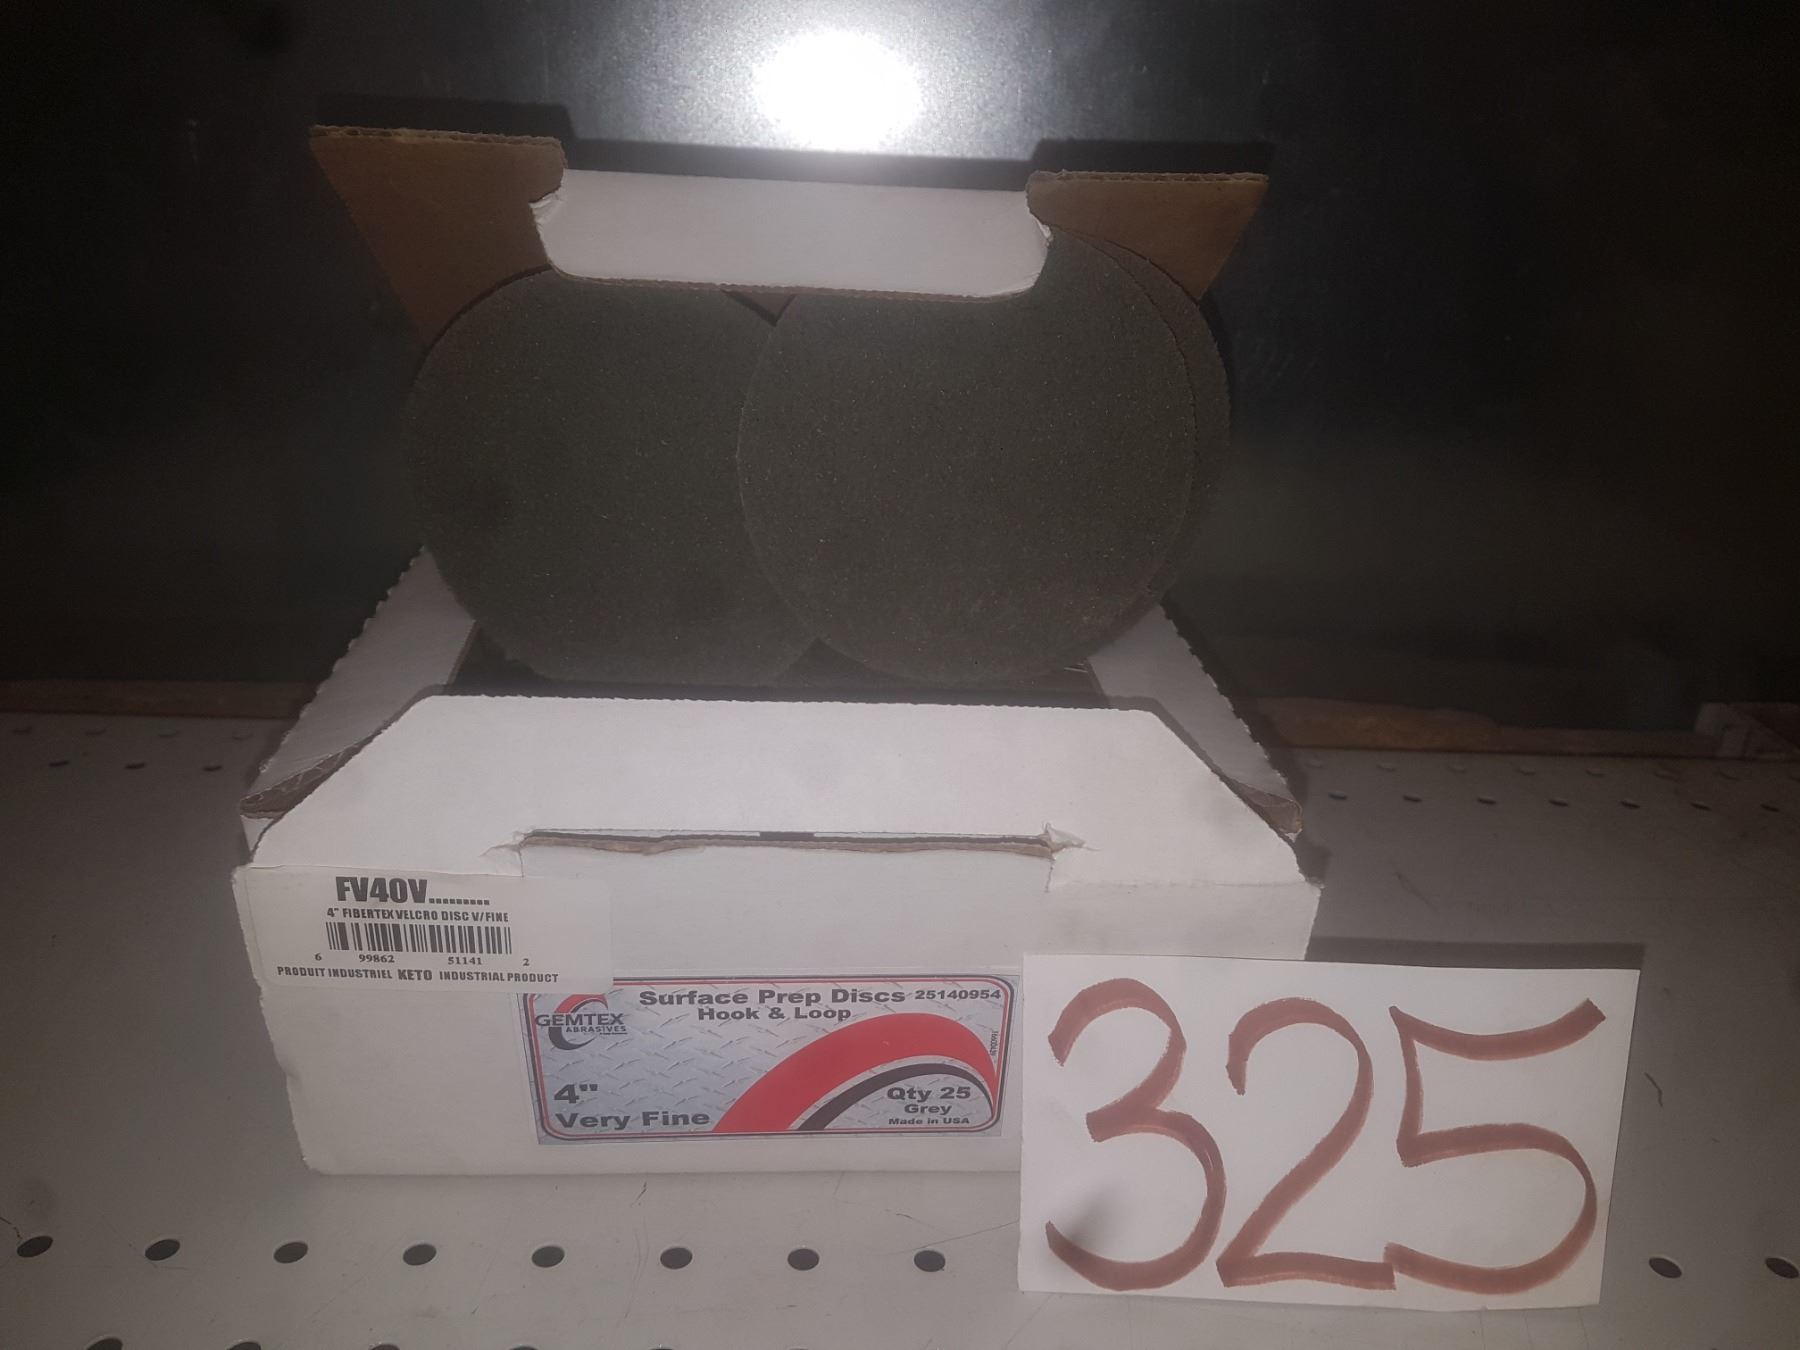 FV40V.........
4" FIBERTEX VELCRO DISC V/FINE
6 99862 51141 2
PRODUIT INDUSTRIEL KETO INDUSTRIAL PRODUCT
GEMTEX
ABRASIVES
Surface Prep Discs 25140954
Hook & Loop
4"
Very Fine
Qty 25
Grey
Made in USA
325